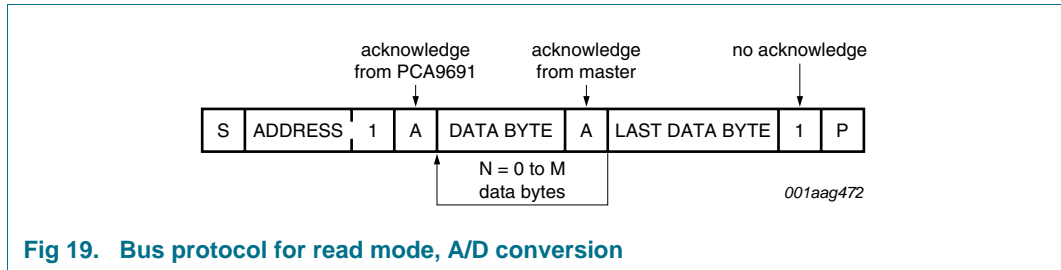 acknowledge
from PCA9691
acknowledge
from master
no acknowledge
S ADDRESS 1 A DATA BYTE A LAST DATA BYTE 1 P
N = 0 to M
data bytes
001aag472
Fig 19. Bus protocol for read mode, A/D conversion